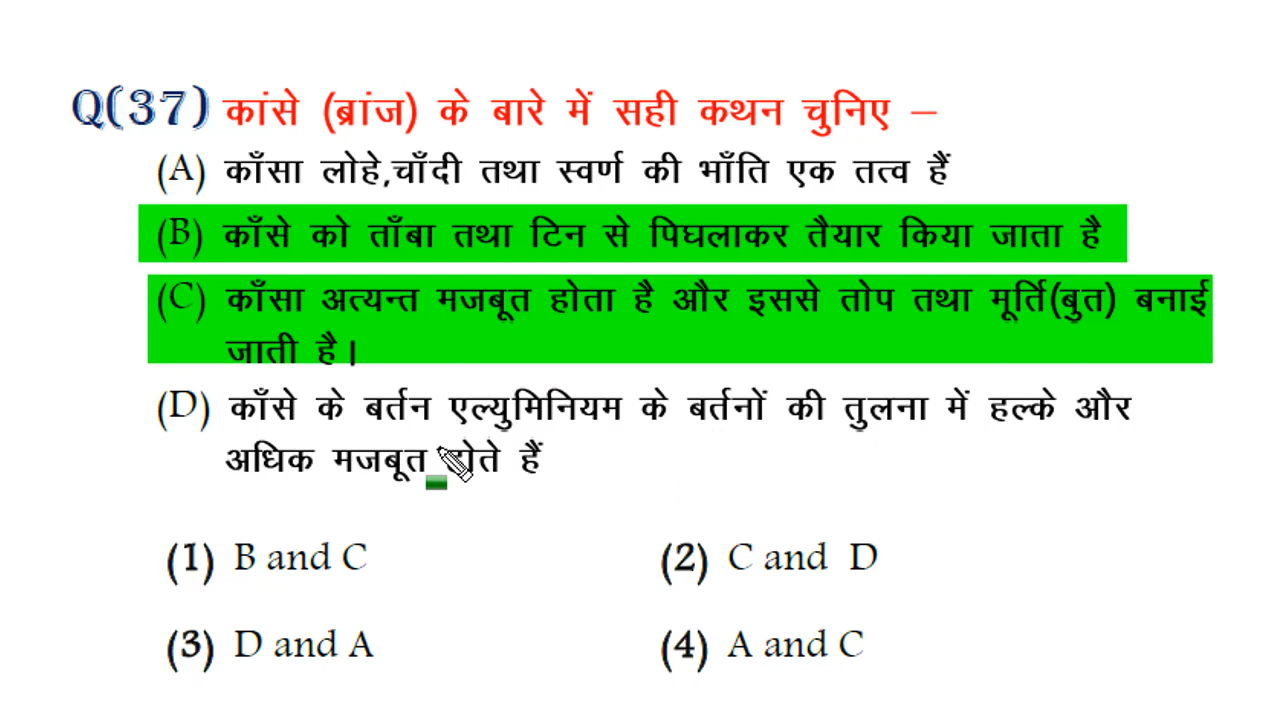 Q(37) कांसे (ब्रांज) के बारे में सही कथन चुनिए –
(A) काँसा लोहे,चाँदी तथा स्वर्ण की भाँति एक तत्व हैं
(B) काँसे को ताँबा तथा टिन से पिघलाकर तैयार किया जाता है
(C) काँसा अत्यन्त मजबूत होता है और इससे तोप तथा मूर्ति(बुत) बनाई
जाती है।
(D) काँसे के बर्तन एल्युमिनियम के बर्तनों की तुलना में हल्के और
अधिक मजबूत होते हैं
(1) B and C (2) C and D
(3) D and A (4) A and C